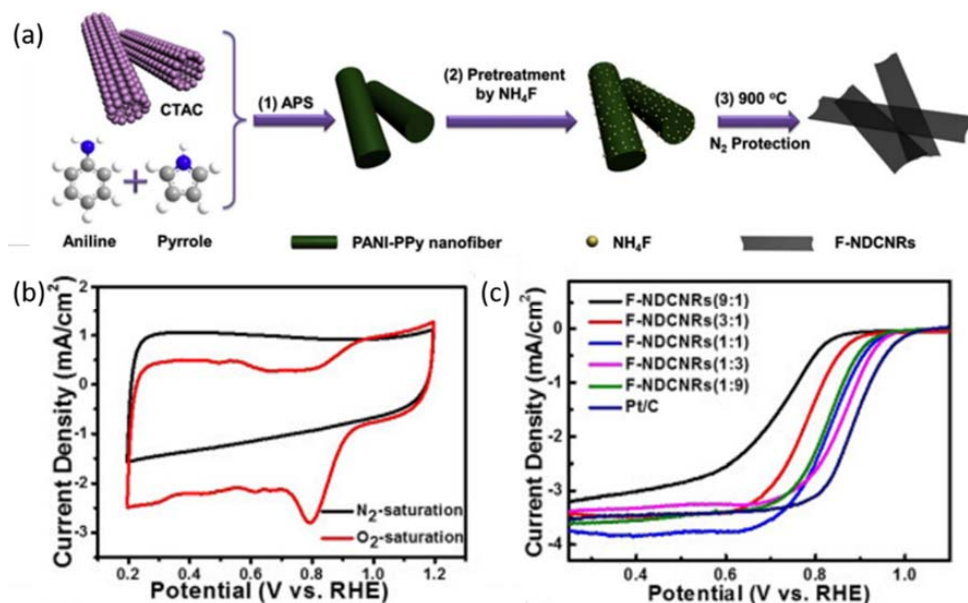 (a)
CTAC
(1) APS
(2) Pretreatment
by NH₄F
(3) 900 °C
N₂ Protection
Aniline
Pyrrole
PANI-PPy nanofiber
NH₄F
F-NDCNRs
(b)
Current Density (mA/cm²)
2
1
0
-1
-2
-3
N₂-saturation
O₂-saturation
0.2 0.4 0.6 0.8 1.0 1.2
Potential (V vs. RHE)
(c)
Current Density (mA/cm²)
F-NDCNRs(9:1)
F-NDCNRs(3:1)
F-NDCNRs(1:1)
F-NDCNRs(1:3)
F-NDCNRs(1:9)
Pt/C
0
-1
-2
-3
-4
0.4 0.6 0.8 1.0
Potential (V vs. RHE)